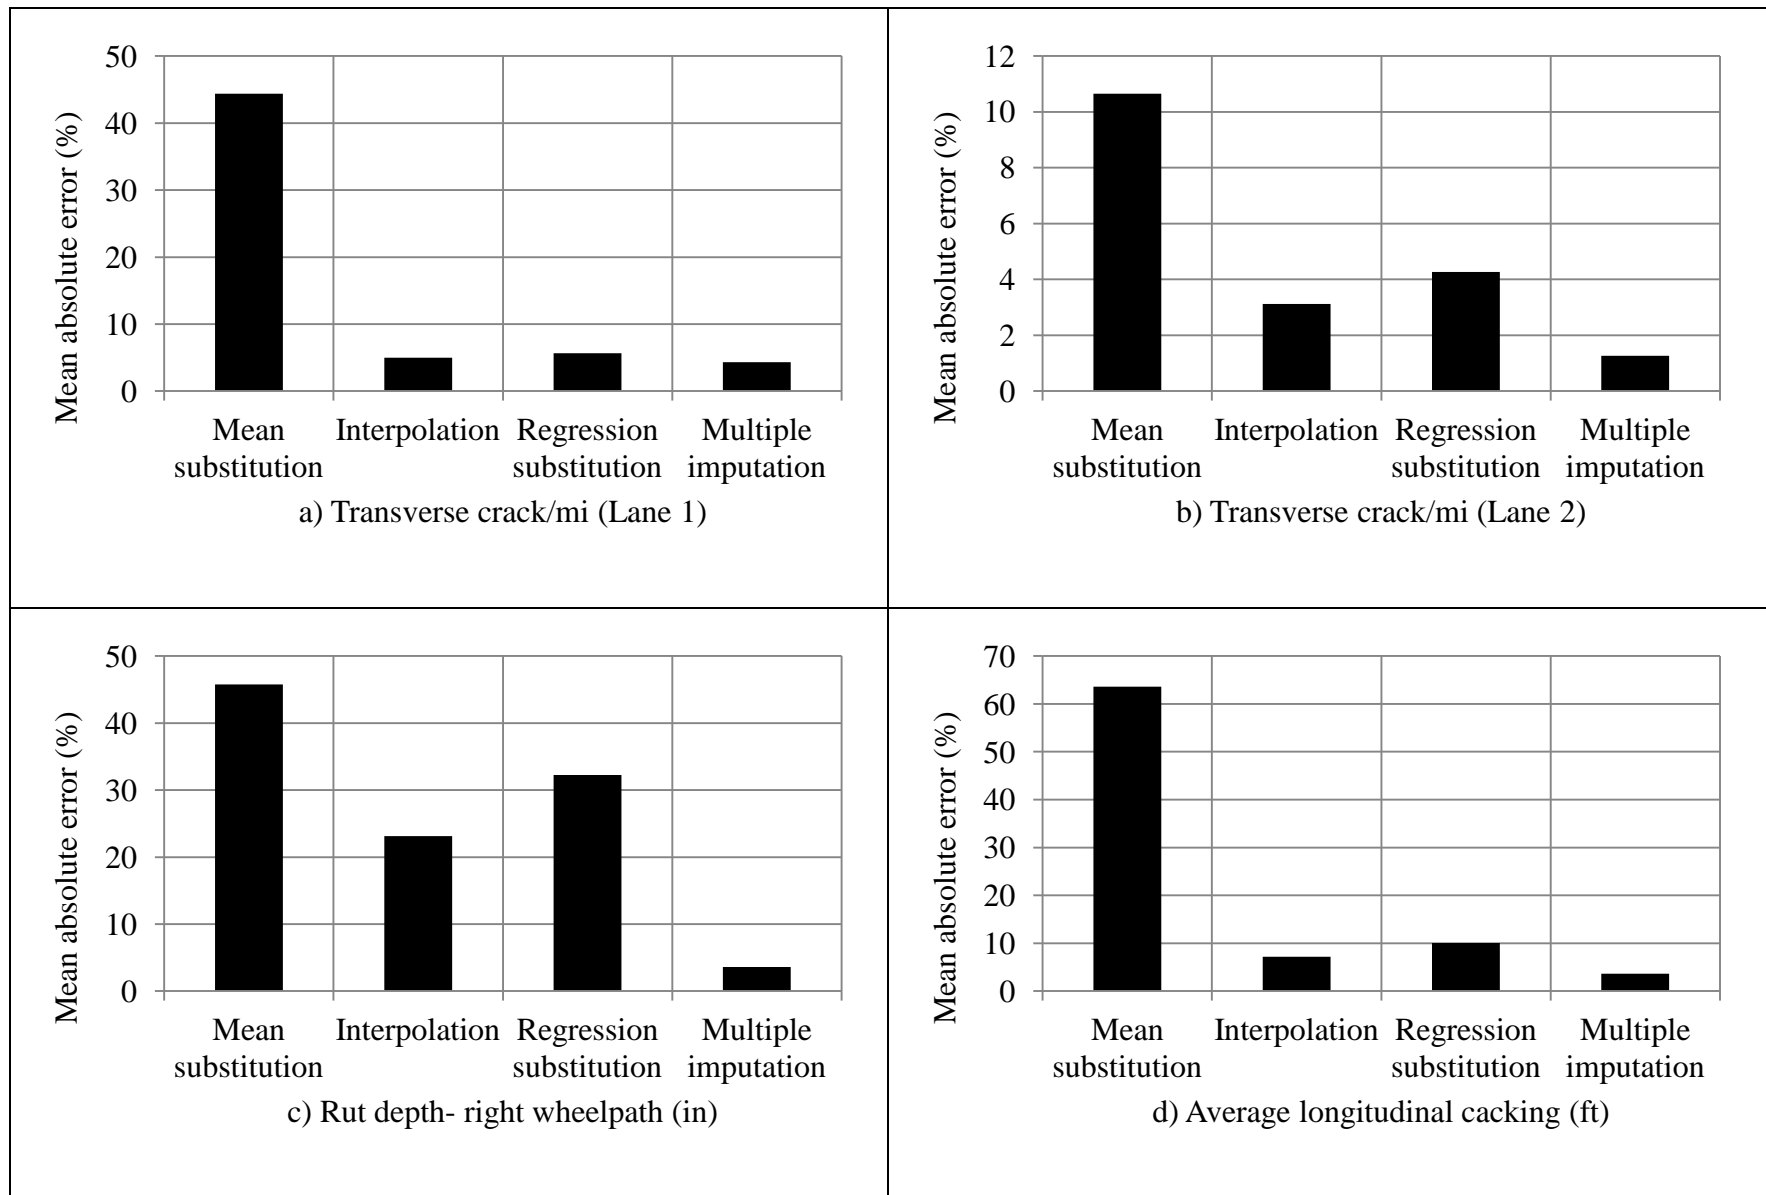 50
40
30
20
10
0
Mean absolute error (%)
Mean Interpolation Regression Multiple
substitution substitution imputation
a) Transverse crack/mi (Lane 1)
12
10
8
6
4
2
0
Mean absolute error (%)
Mean Interpolation Regression Multiple
substitution substitution imputation
b) Transverse crack/mi (Lane 2)
50
40
30
20
10
0
Mean absolute error (%)
Mean Interpolation Regression Multiple
substitution substitution imputation
c) Rut depth- right wheelpath (in)
70
60
50
40
30
20
10
0
Mean absolute error (%)
Mean Interpolation Regression Multiple
substitution substitution imputation
d) Average longitudinal cacking (ft)